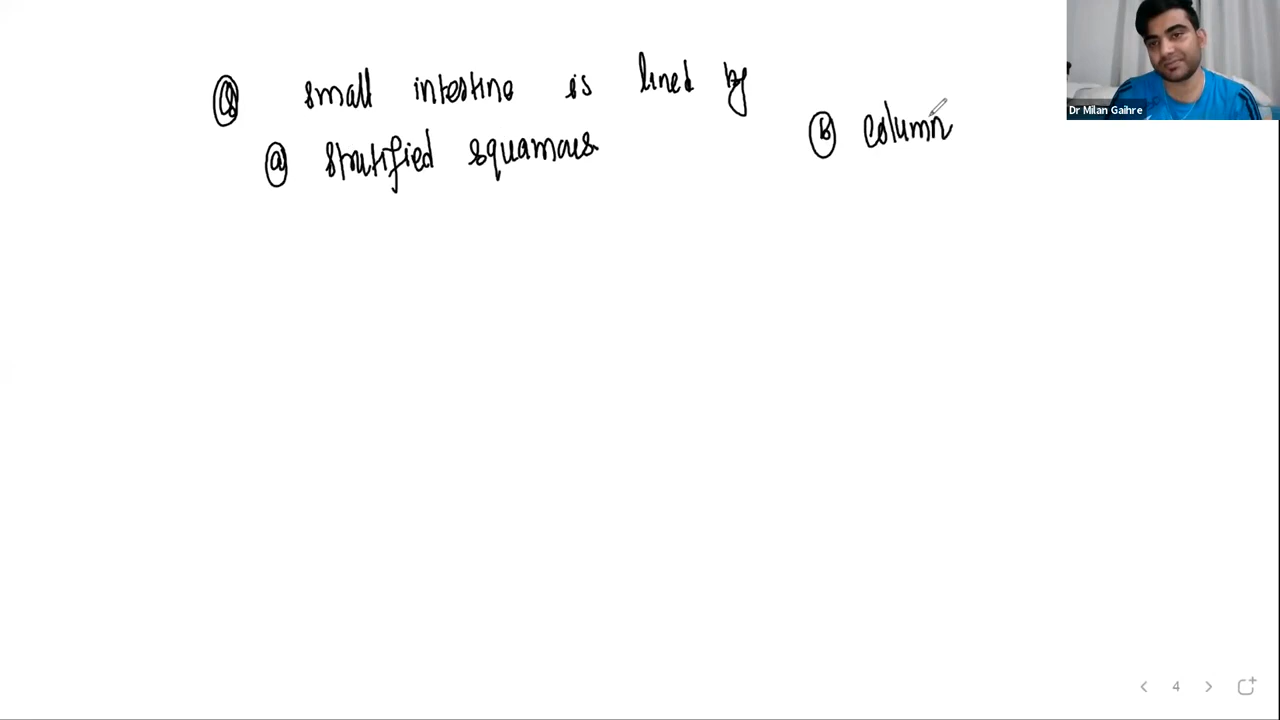 Q small intestine is lined by
a stratified squamous
b column
Dr Milan Gaihre
4